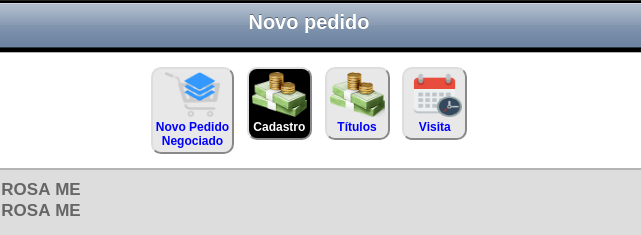 Novo pedido
Novo Pedido
Negociado
Cadastro
Títulos
Visita
ROSA ME
ROSA ME